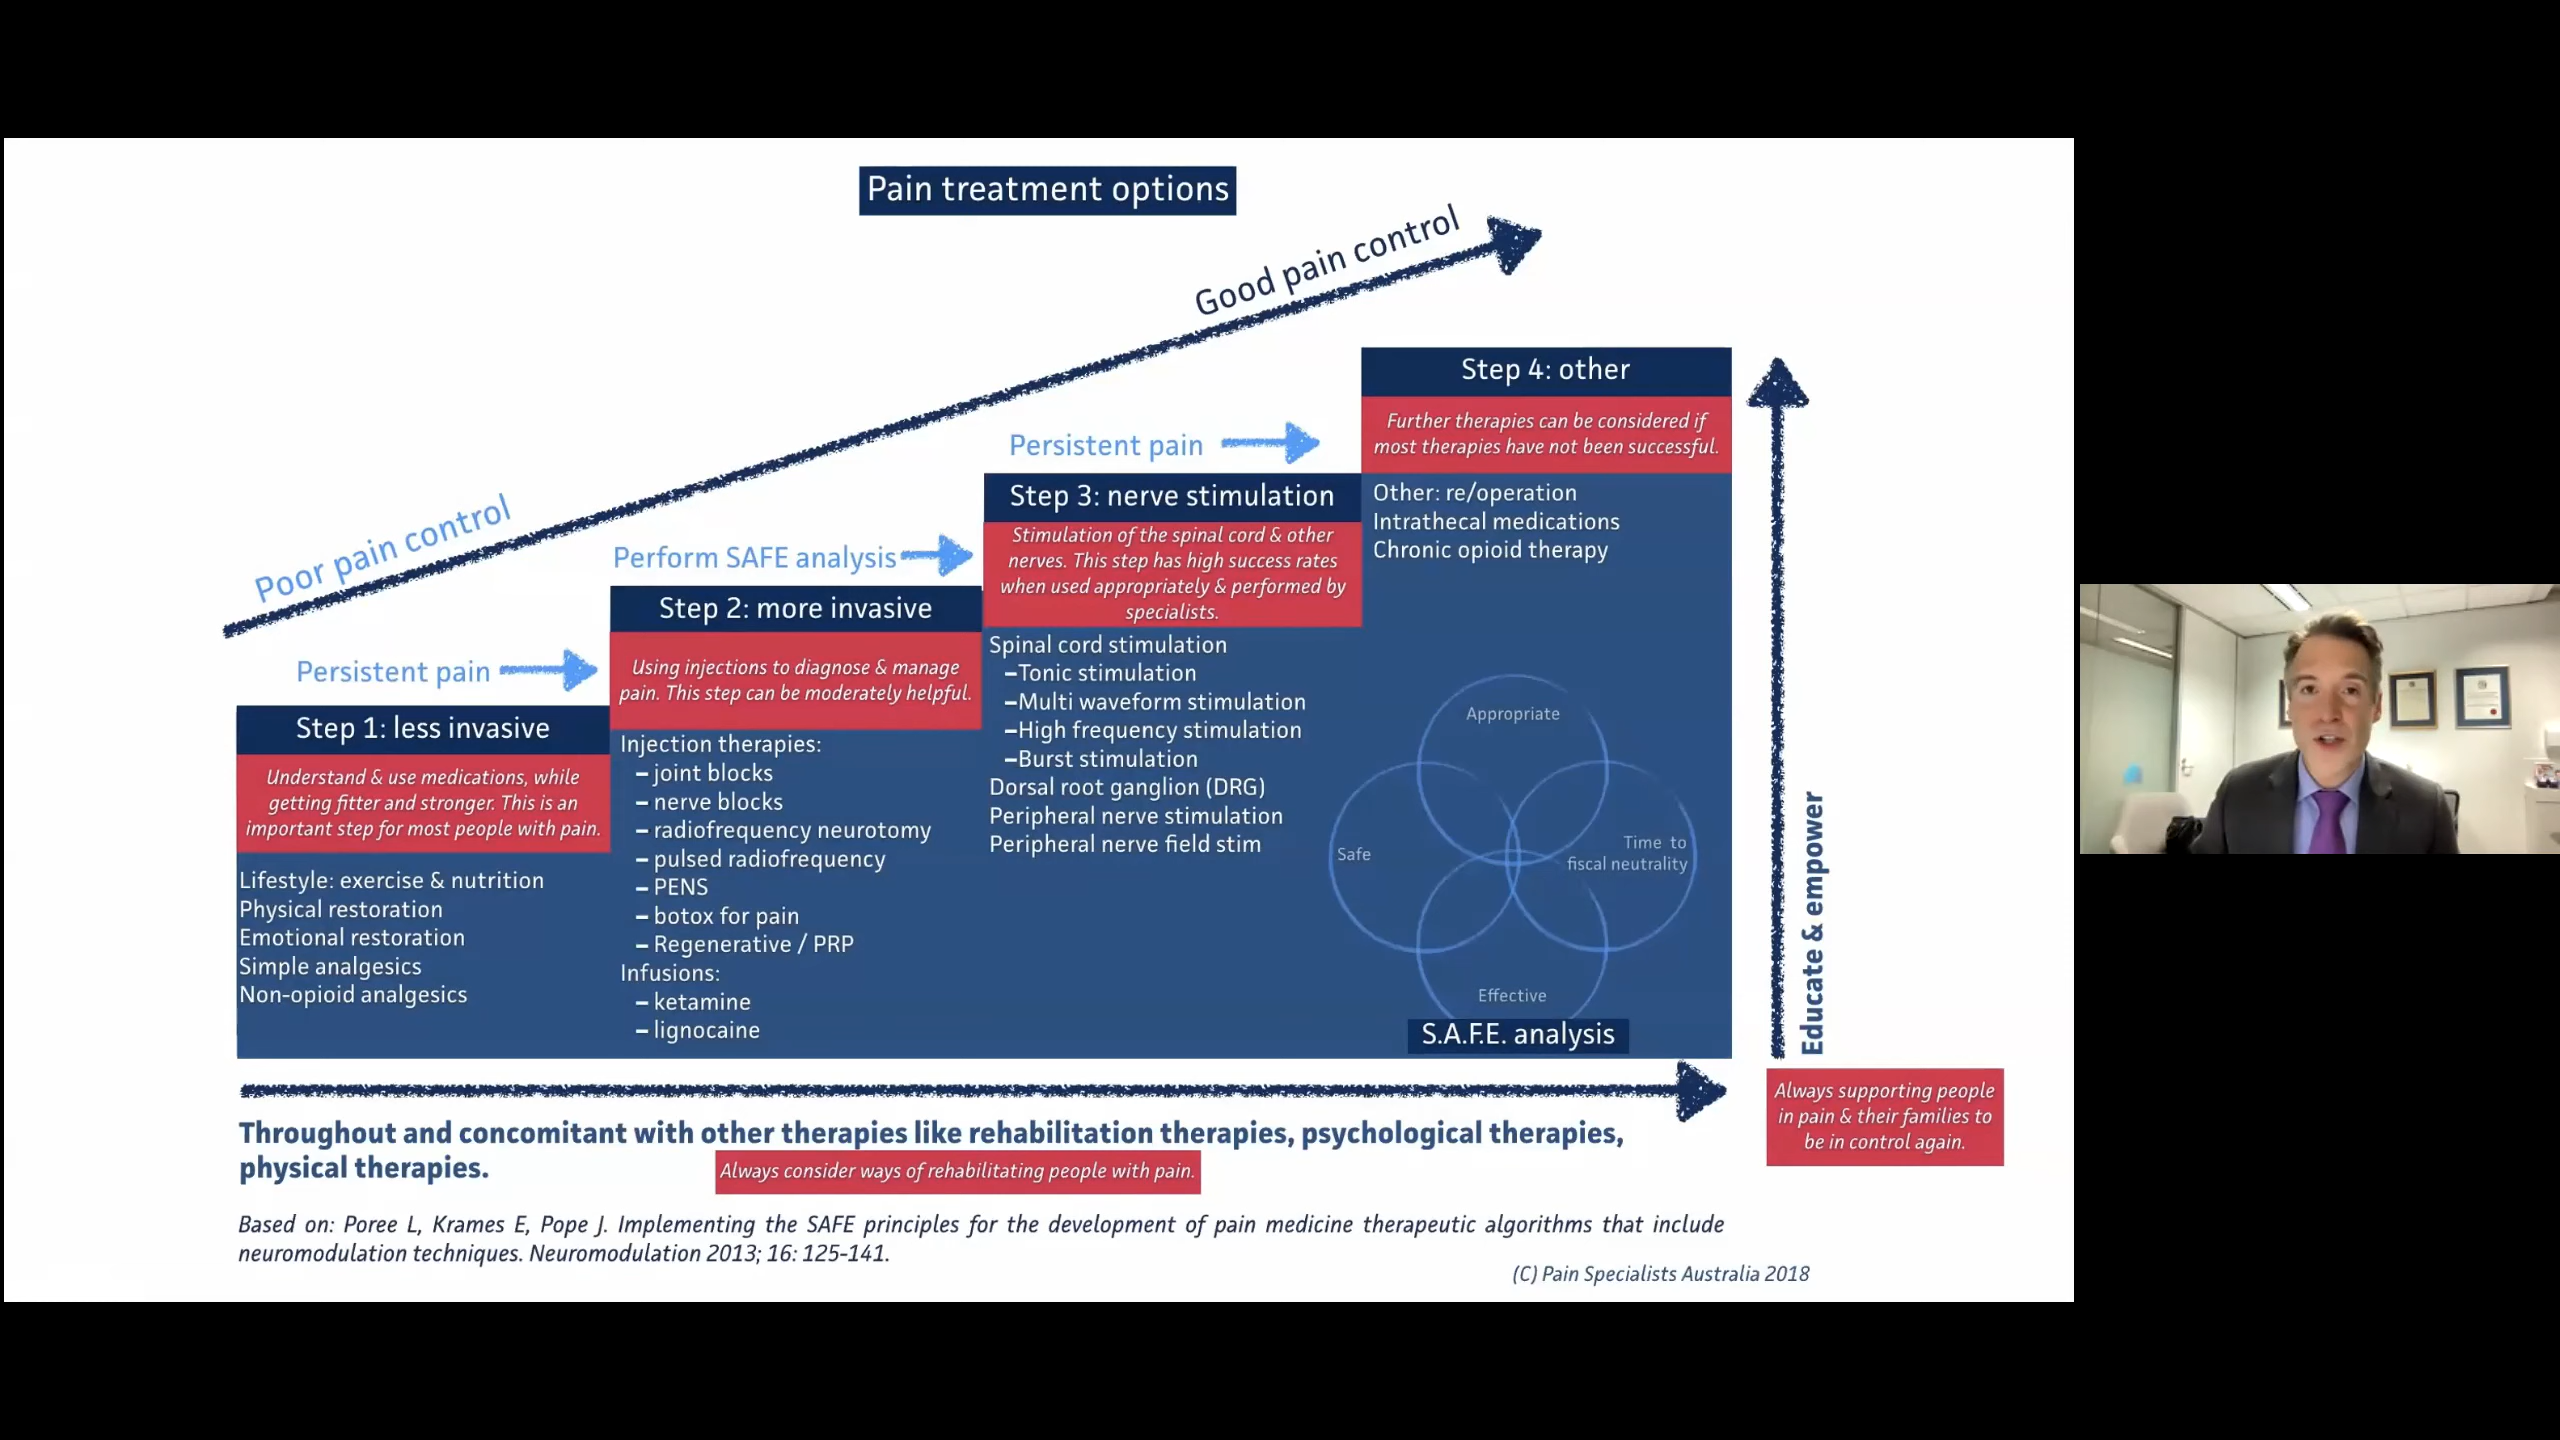 Pain treatment options
Poor pain control
Good pain control
Persistent pain
Step 1: less invasive
Understand & use medications, while
getting fitter and stronger. This is an
important step for most people with pain.
Lifestyle: exercise & nutrition
Physical restoration
Emotional restoration
Simple analgesics
Non-opioid analgesics
Perform SAFE analysis
Step 2: more invasive
Using injections to diagnose & manage
pain. This step can be moderately helpful.
Injection therapies:
– joint blocks
– nerve blocks
– radiofrequency neurotomy
– pulsed radiofrequency
– PENS
– botox for pain
– Regenerative / PRP
Infusions:
– ketamine
– lignocaine
Persistent pain
Step 3: nerve stimulation
Stimulation of the spinal cord & other
nerves. This step has high success rates
when used appropriately & performed by
specialists.
Spinal cord stimulation
–Tonic stimulation
–Multi waveform stimulation
–High frequency stimulation
–Burst stimulation
Dorsal root ganglion (DRG)
Peripheral nerve stimulation
Peripheral nerve field stim
Step 4: other
Further therapies can be considered if
most therapies have not been successful.
Other: re/operation
Intrathecal medications
Chronic opioid therapy
Appropriate
Safe
Time to
fiscal neutrality
Effective
S.A.F.E. analysis
Educate & empower
Always supporting people
in pain & their families to
be in control again.
Throughout and concomitant with other therapies like rehabilitation therapies, psychological therapies,
physical therapies.
Always consider ways of rehabilitating people with pain.
Based on: Poree L, Krames E, Pope J. Implementing the SAFE principles for the development of pain medicine therapeutic algorithms that include
neuromodulation techniques. Neuromodulation 2013; 16: 125-141.
(C) Pain Specialists Australia 2018